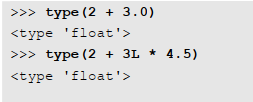 >>> type(2 + 3.0)
<type 'float'>
>>> type(2 + 3L * 4.5)
<type 'float'>